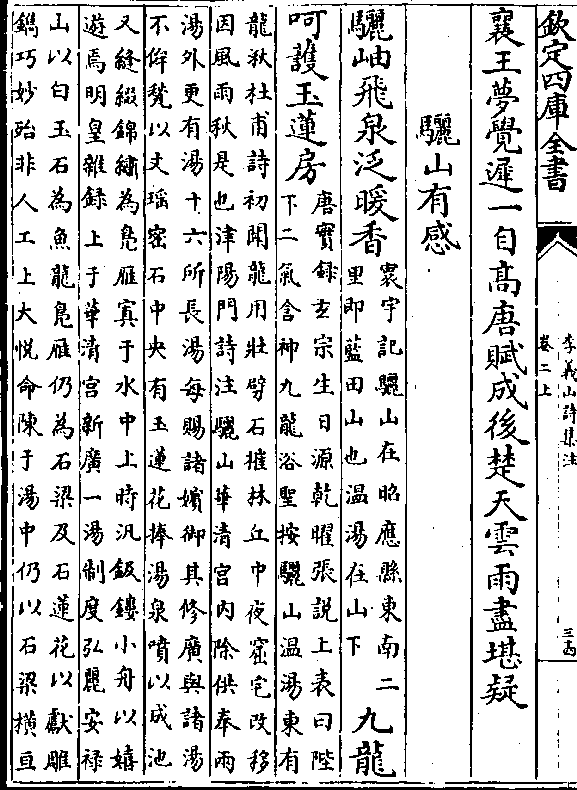 欽定四庫全書
李義山詩集注
卷二上
襄王夢覺遲一自高唐賦成後楚天雲雨盡堪疑
驪山有感
驪岫飛泉泛暖香
寰宇記驪山在昭應縣東南二
里即藍田山也温湯在山下
九龍
呵護玉蓮房
唐實録玄宗生日源乾曜張説上表曰陛
下二氣含神九龍浴聖按驪山温湯東有
龍湫杜甫詩初聞龍用壯劈石摧林丘中夜窟宅改移
因風雨秋是也津陽門詩注驪山華清宫内除供奉兩
湯外更有湯十六所長湯每賜諸嬪御其修廣與諸湯
不侔甃以文瑶宻石中央有玉蓮花捧湯泉噴以成池
又縫綴錦繡為鳬雁寘于水中上時汎鈒鏤小舟以嬉
遊焉明皇雜録上于華清宫新廣一湯制度弘麗安禄
山以白玉石為魚龍鳬雁仍為石梁及石蓮花以獻雕
鐫巧妙殆非人工上大悦命陳于湯中仍以石梁横亘